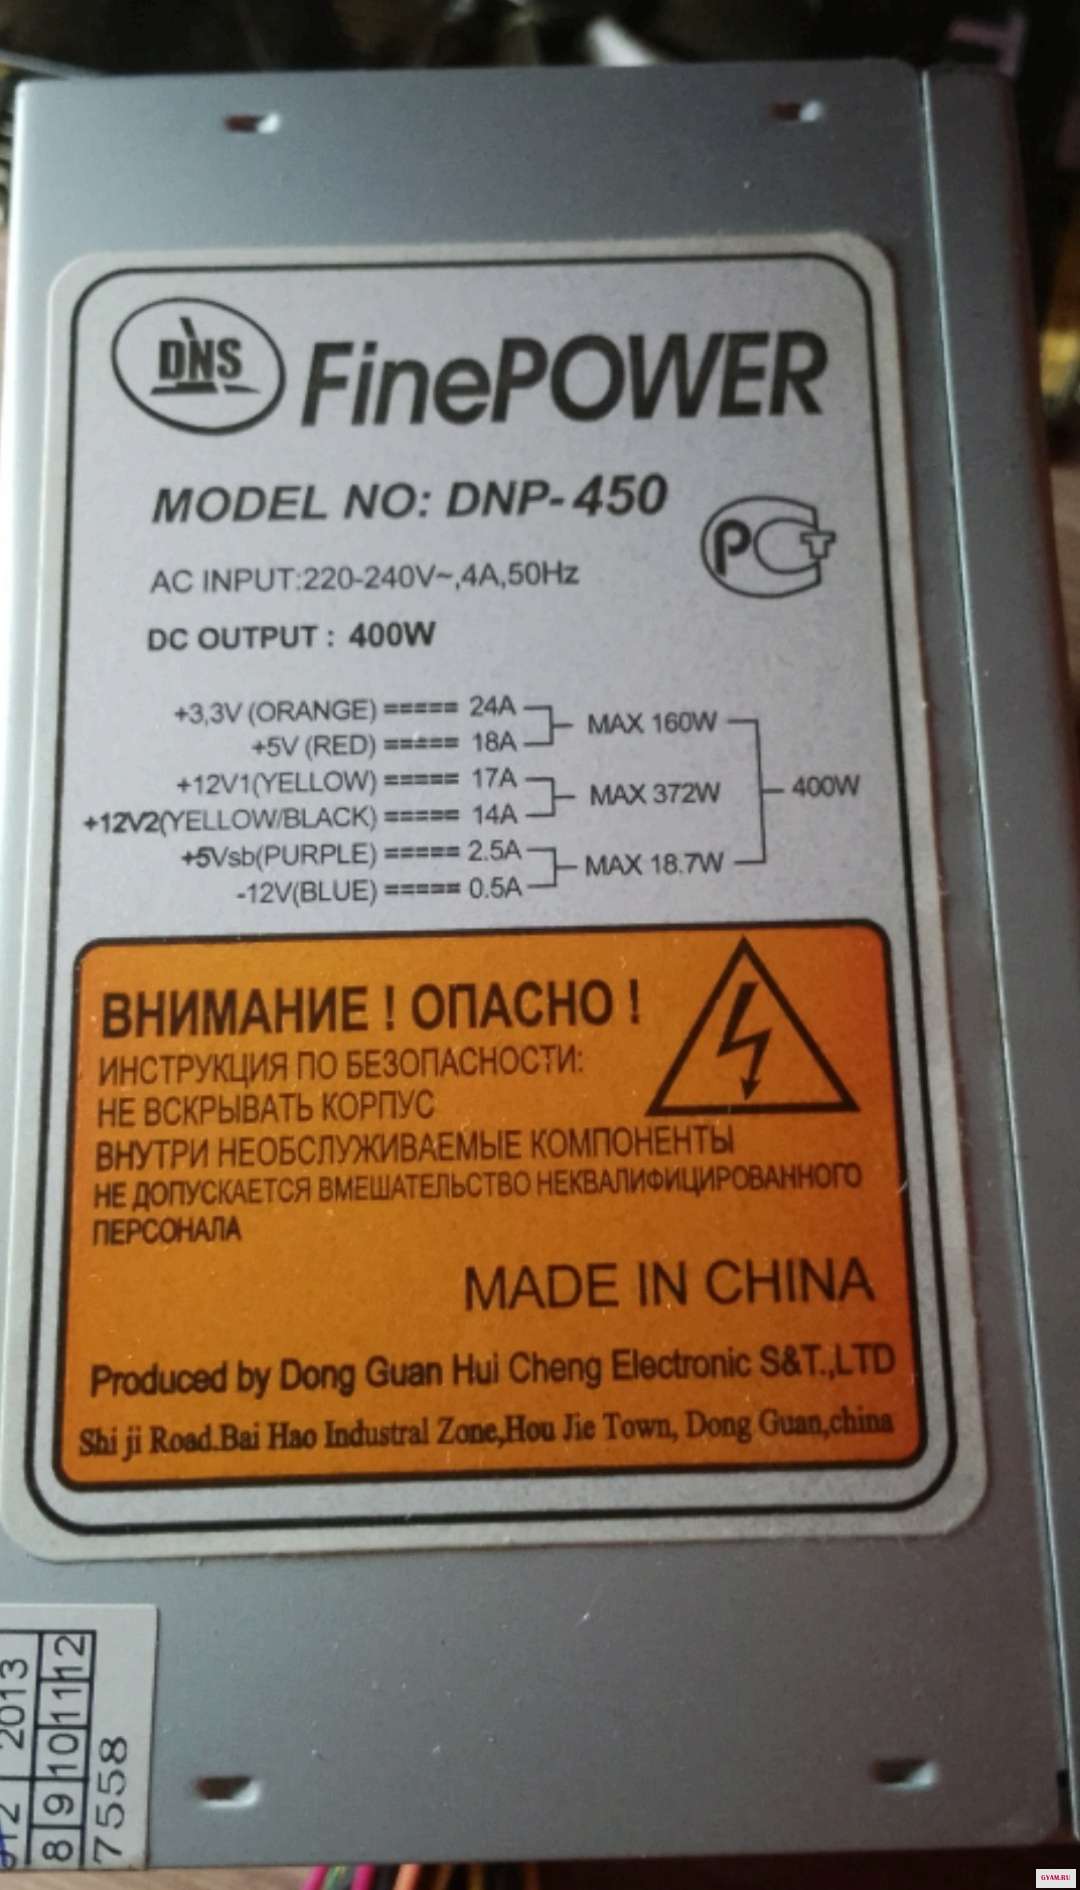 DNS FinePOWER
MODEL NO: DNP-450
PCT
AC INPUT:220-240V~,4A,50Hz
DC OUTPUT : 400W
+3,3V (ORANGE) ===== 24A
+5V (RED) ===== 18A
MAX 160W
+12V1(YELLOW) ===== 17A
+12V2(YELLOW/BLACK) ===== 14A
MAX 372W
400W
+5Vsb(PURPLE) ===== 2.5A
-12V(BLUE) ===== 0.5A
MAX 18.7W
ВНИМАНИЕ ! ОПАСНО !
ИНСТРУКЦИЯ ПО БЕЗОПАСНОСТИ:
НЕ ВСКРЫВАТЬ КОРПУС
ВНУТРИ НЕОБСЛУЖИВАЕМЫЕ КОМПОНЕНТЫ
НЕ ДОПУСКАЕТСЯ ВМЕШАТЕЛЬСТВО НЕКВАЛИФИЦИРОВАННОГО
ПЕРСОНАЛА
MADE IN CHINA
Produced by Dong Guan Hui Cheng Electronic S&T.,LTD
Shi ji Road.Bai Hao Industral Zone,Hou Jie Town, Dong Guan,china
2013
8 9 10 11 12
7558
GYAM.RU